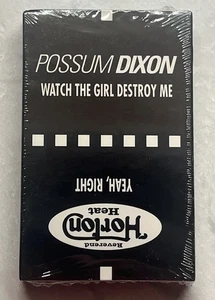 POSSUM DIXON
WATCH THE GIRL DESTROY ME
YEAH, RIGHT
Reverend
Horton
Heat